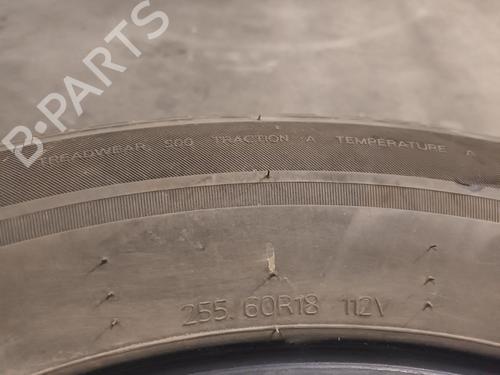 B-PARTS
TREADWEAR 500 TRACTION A TEMPERATURE A
255/60R18 112V